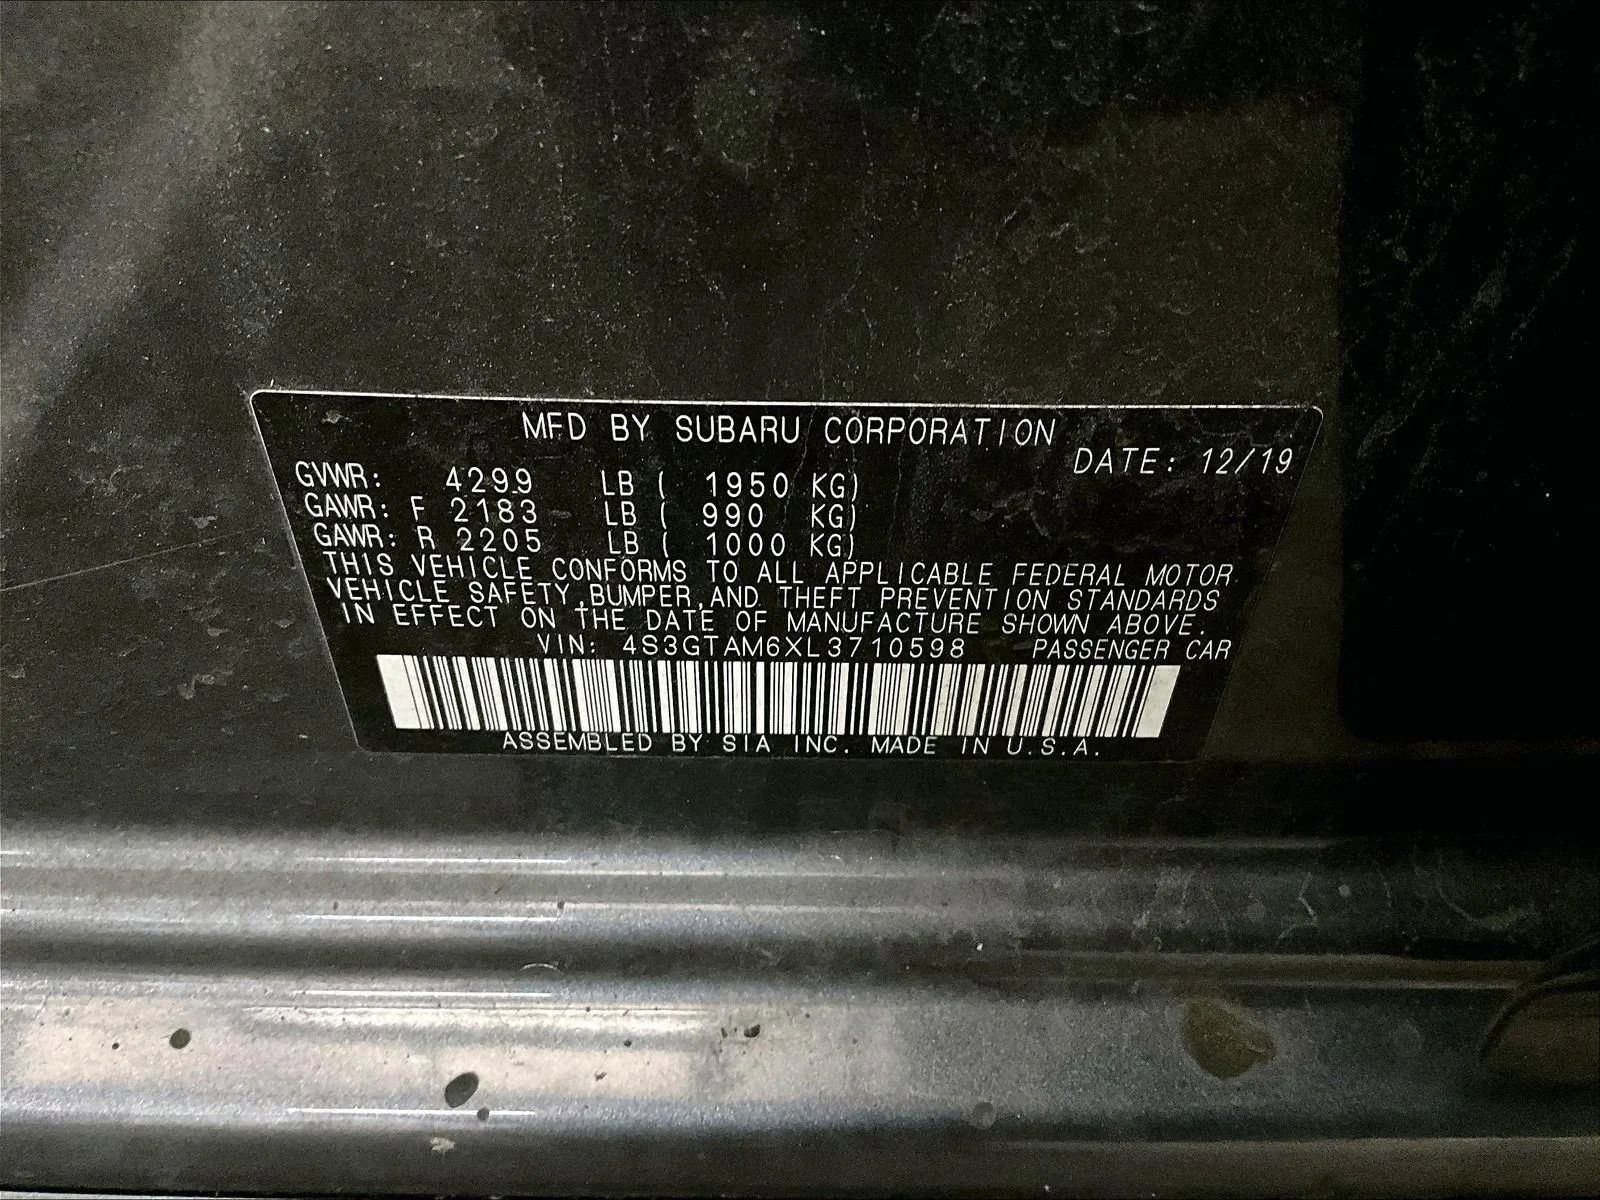 MFD BY SUBARU CORPORATION
DATE: 12/19
GVWR: 4299 LB ( 1950 KG)
GAWR: F 2183 LB ( 990 KG)
GAWR: R 2205 LB ( 1000 KG)
THIS VEHICLE CONFORMS TO ALL APPLICABLE FEDERAL MOTOR
VEHICLE SAFETY,BUMPER,AND THEFT PREVENTION STANDARDS
IN EFFECT ON THE DATE OF MANUFACTURE SHOWN ABOVE.
VIN: 4S3GTAM6XL3710598 PASSENGER CAR
ASSEMBLED BY SIA INC. MADE IN U.S.A.